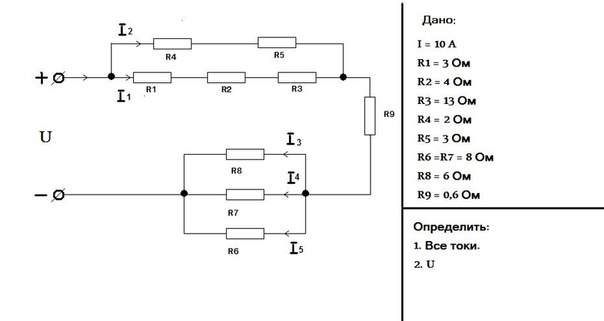 I2
R4
R5
+
I1
R1
R2
R3
R9
U
I3
R8
I4
−
R7
R6
I5
Дано:
I = 10 А
R1 = 3 Ом
R2 = 4 Ом
R3 = 13 Ом
R4 = 2 Ом
R5 = 3 Ом
R6 =R7 = 8 Ом
R8 = 6 Ом
R9 = 0,6 Ом
Определить:
1. Все токи.
2. U